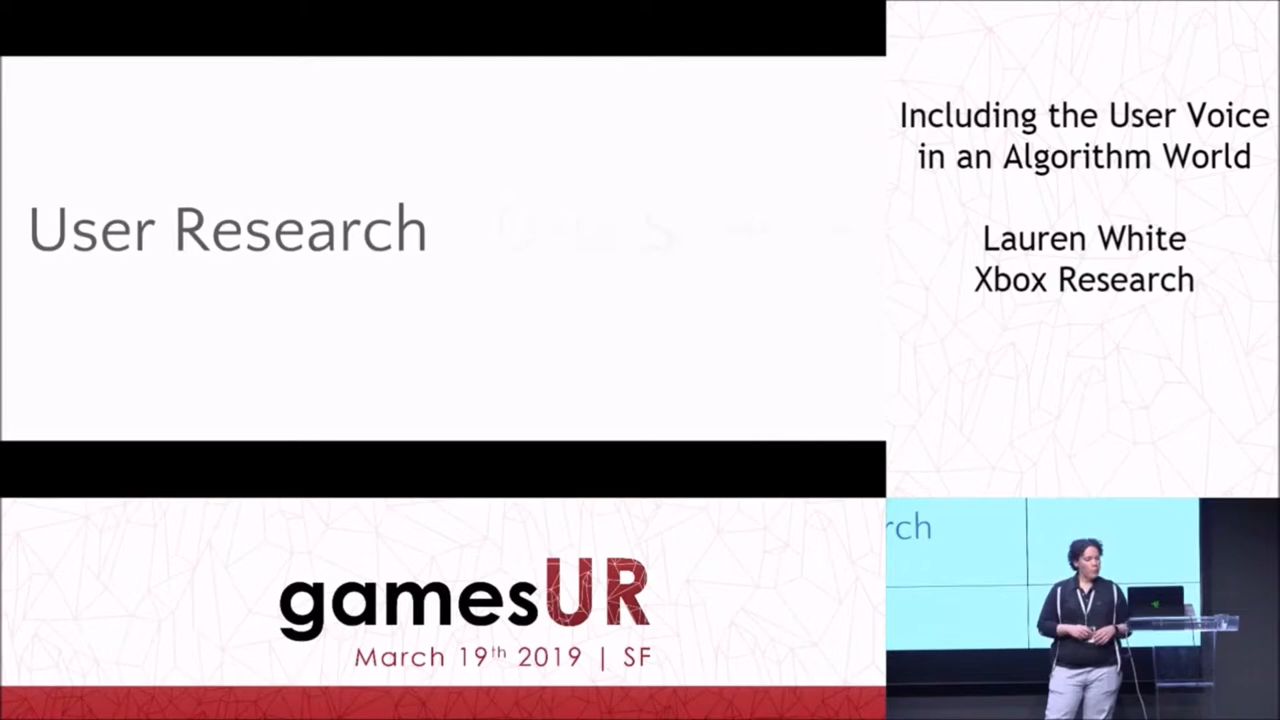 User Research
Including the User Voice
in an Algorithm World
Lauren White
Xbox Research
rch
gamesUR
March 19th 2019 | SF